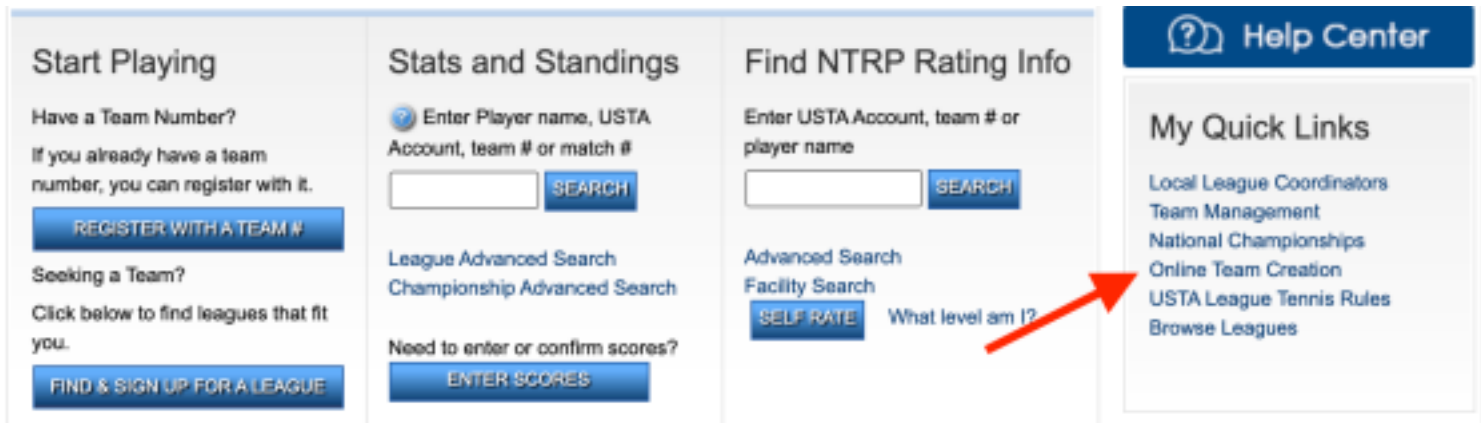 Start Playing
Have a Team Number?
If you already have a team
number, you can register with it.
REGISTER WITH A TEAM #
Seeking a Team?
Click below to find leagues that fit
you.
FIND & SIGN UP FOR A LEAGUE
Stats and Standings
? Enter Player name, USTA
Account, team # or match #
SEARCH
League Advanced Search
Championship Advanced Search
Need to enter or confirm scores?
ENTER SCORES
Find NTRP Rating Info
Enter USTA Account, team # or
player name
SEARCH
Advanced Search
Facility Search
SELF RATE What level am I?
? Help Center
My Quick Links
Local League Coordinators
Team Management
National Championships
Online Team Creation
USTA League Tennis Rules
Browse Leagues